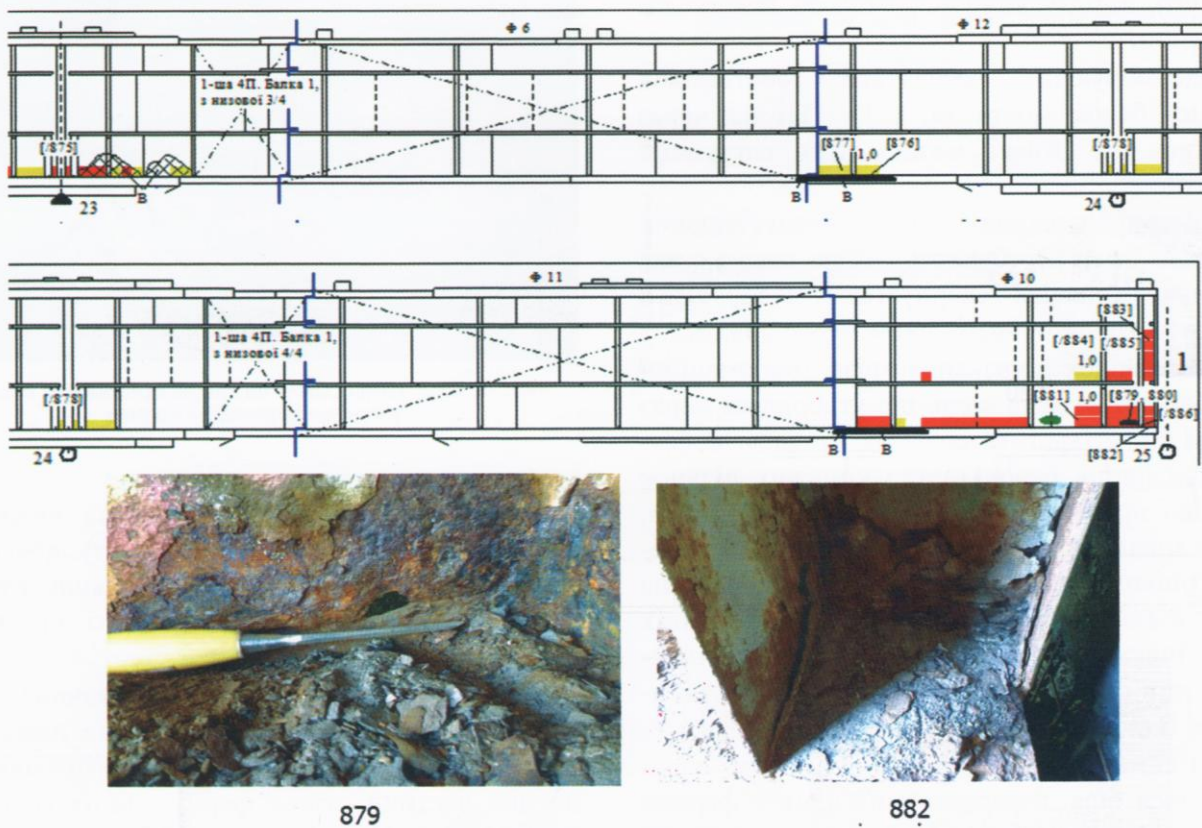 Ф 6
Ф 12
1-ша 4П. Балка 1,
з низової 3/4
[/875]
[877]
1,0
[876]
[/878]
В
В
В
23
24
Ф 11
Ф 10
[883]
1-ша 4П. Балка 1,
з низової 4/4
[/884]
[/885]
1
1,0
[/878]
[881]
1,0
[879, 880]
[/886]
24
В
В
[882]
25
879
882